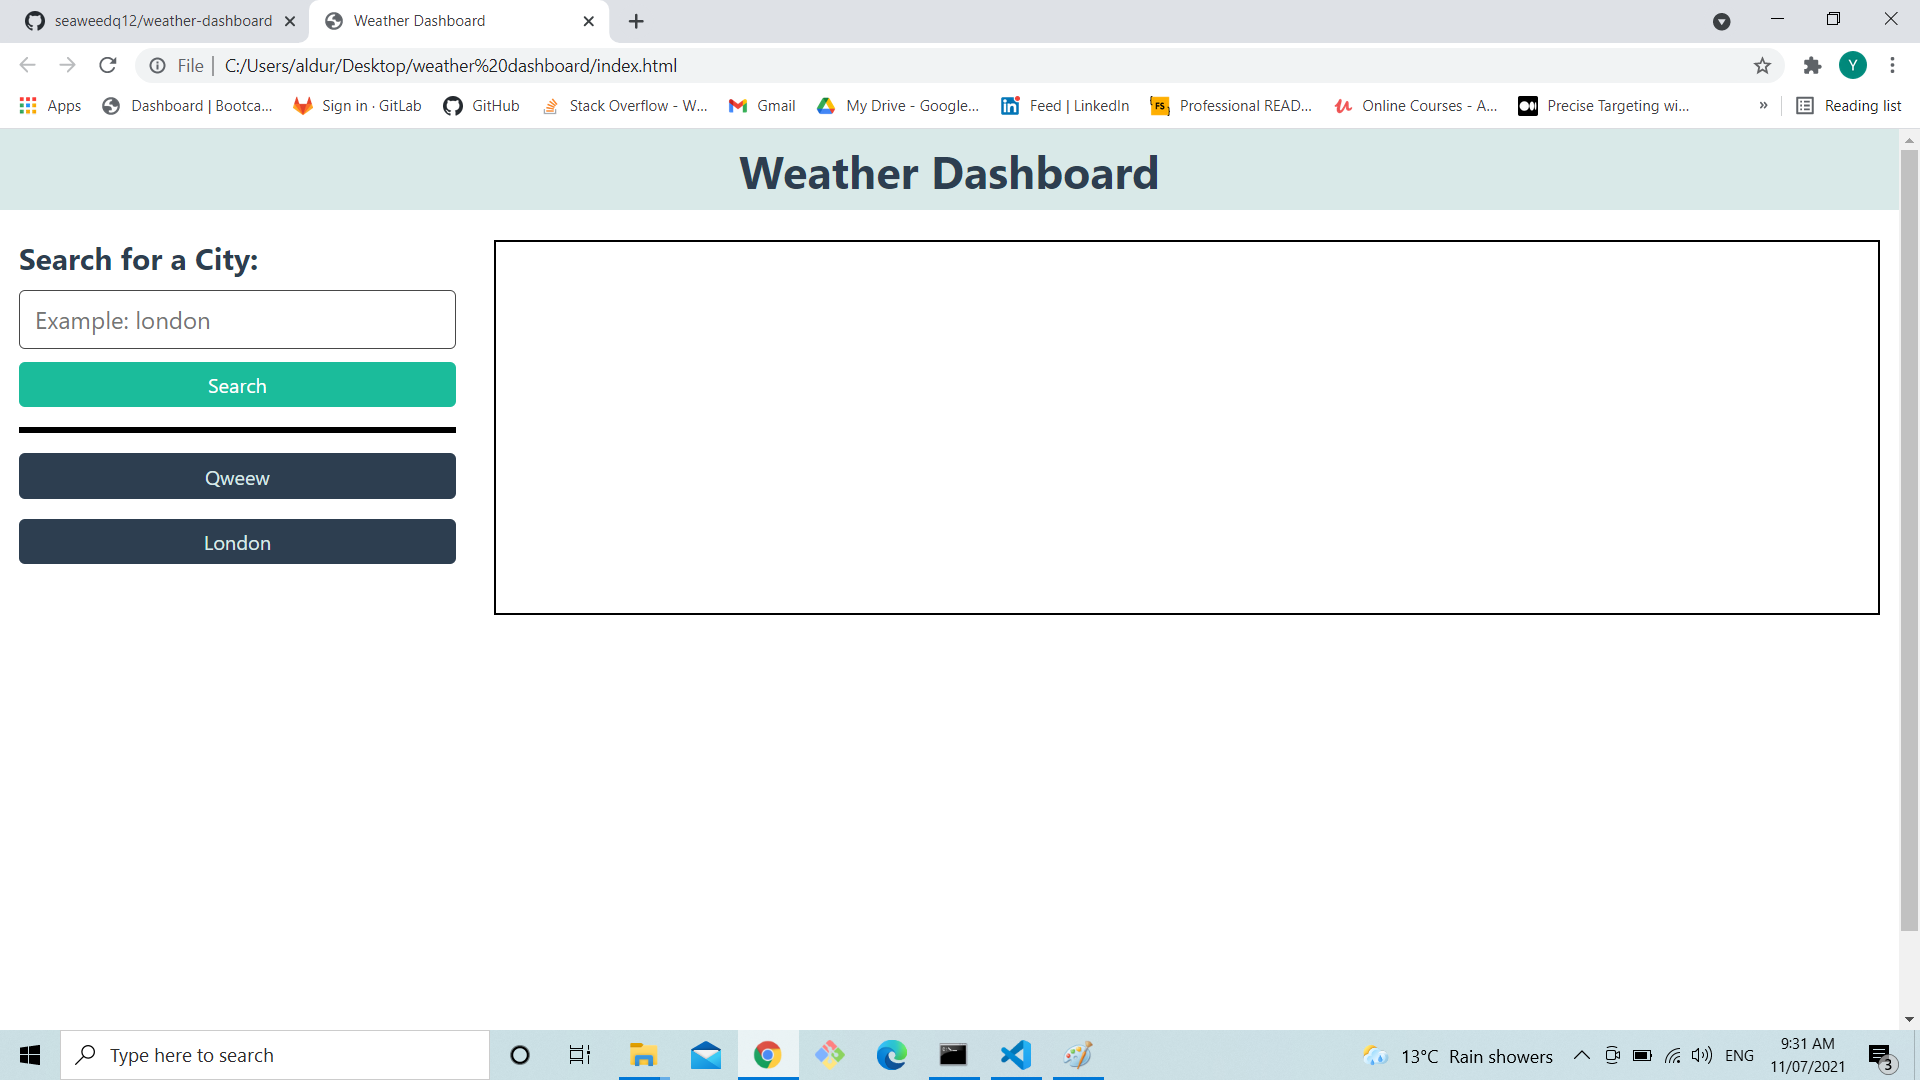 seaweedq12/weather-dashboard
Weather Dashboard
File
C:/Users/aldur/Desktop/weather%20dashboard/index.html
Y
Apps
Dashboard | Bootca...
Sign in · GitLab
GitHub
Stack Overflow - W...
Gmail
My Drive - Google...
Feed | LinkedIn
FS
Professional READ...
Online Courses - A...
Precise Targeting wi...
»
Reading list
Weather Dashboard
Search for a City:
Example: london
Search
Qweew
London
Type here to search
13°C Rain showers
ENG
9:31 AM
11/07/2021
3